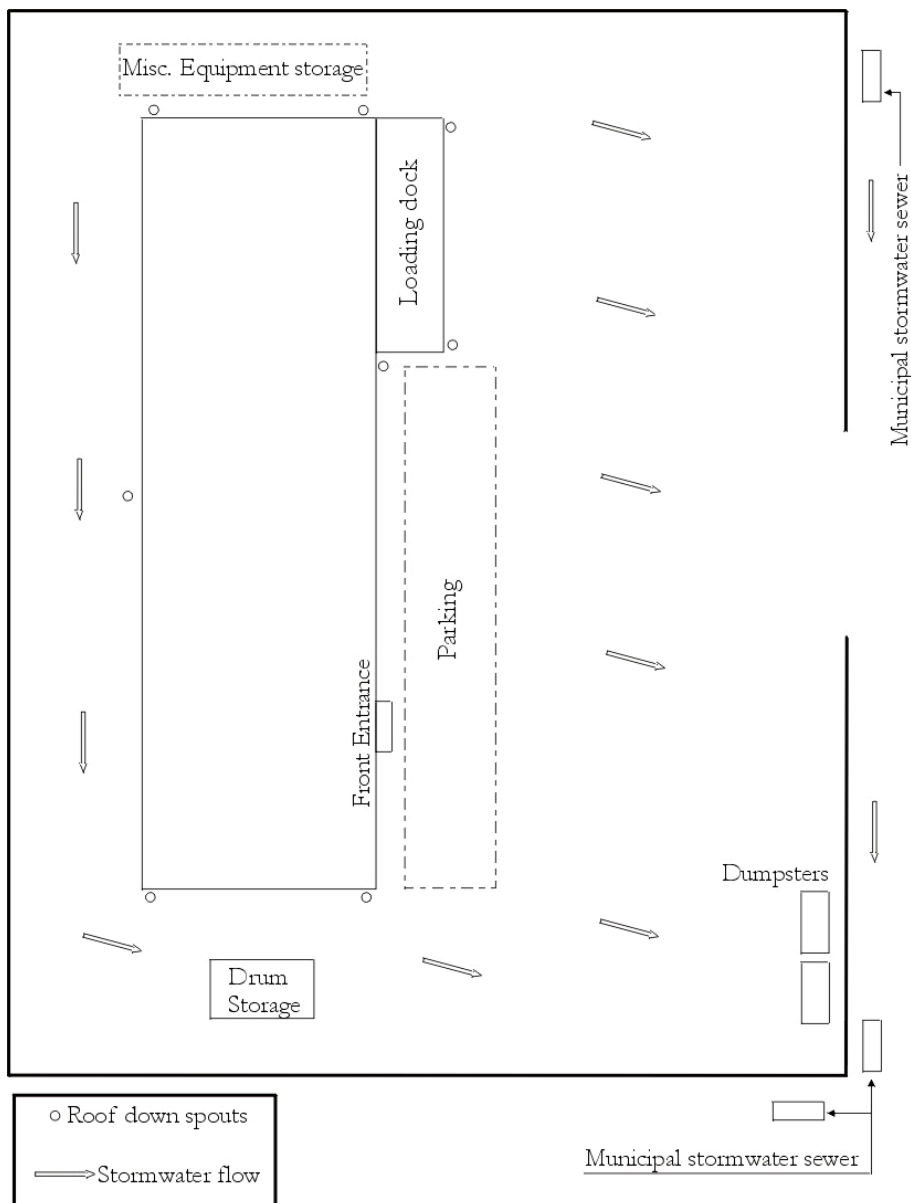 Misc. Equipment storage
Loading dock
Municipal stormwater sewer
Parking
Front Entrance
Dumpsters
Drum
Storage
Roof down spouts
Stormwater flow
Municipal stormwater sewer